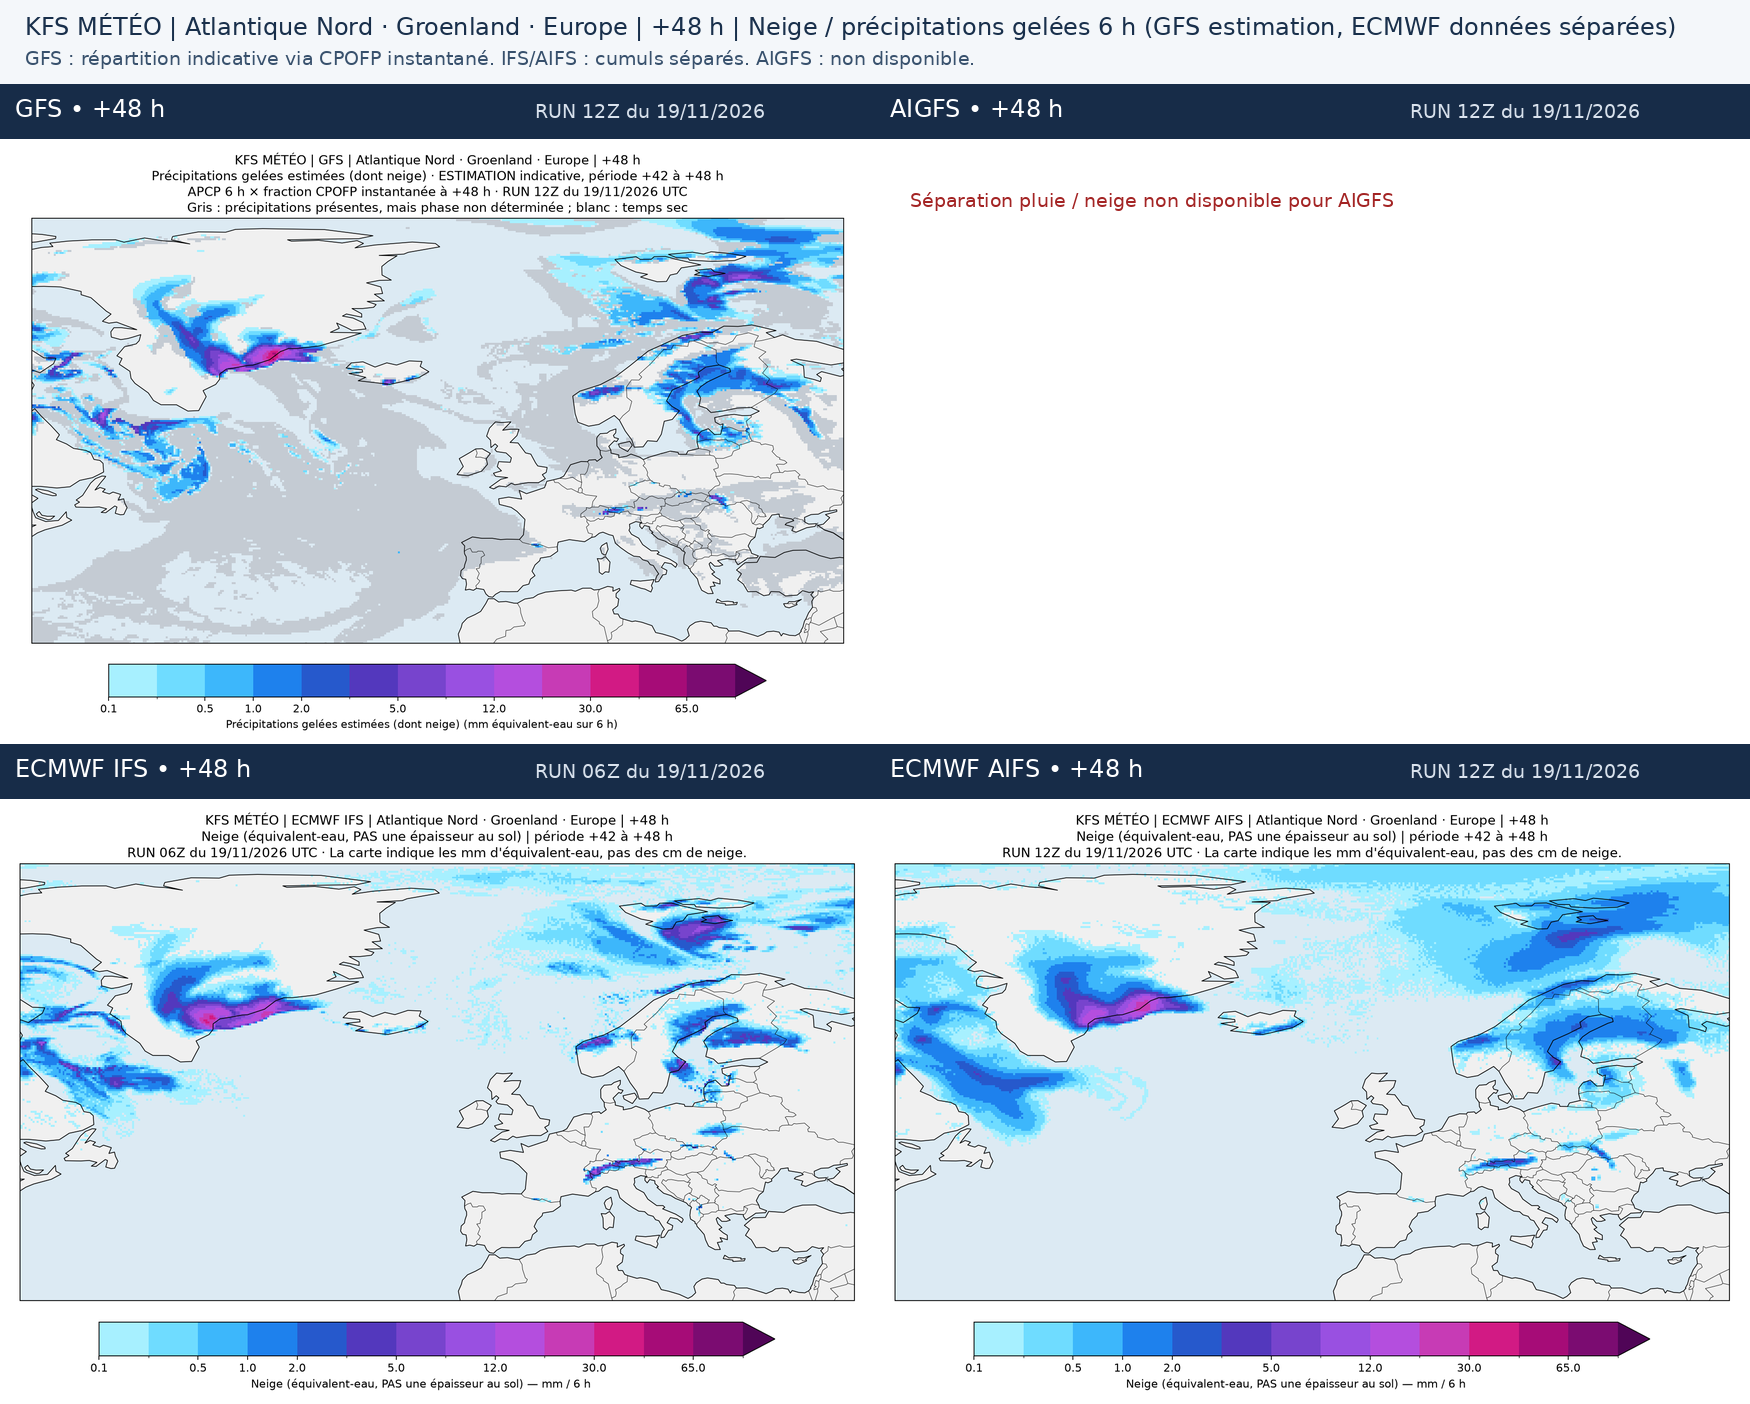 KFS MÉTÉO | Atlantique Nord · Groenland · Europe | +48 h | Neige / précipitations gelées 6 h (GFS estimation, ECMWF données séparées)
GFS : répartition indicative via CPOFP instantané. IFS/AIFS : cumuls séparés. AIGFS : non disponible.
GFS • +48 h
RUN 12Z du 19/11/2026
AIGFS • +48 h
RUN 12Z du 19/11/2026
KFS MÉTÉO | GFS | Atlantique Nord · Groenland · Europe | +48 h
Précipitations gelées estimées (dont neige) · ESTIMATION indicative, période +42 à +48 h
APCP 6 h × fraction CPOFP instantanée à +48 h · RUN 12Z du 19/11/2026 UTC
Gris : précipitations présentes, mais phase non déterminée ; blanc : temps sec
Séparation pluie / neige non disponible pour AIGFS
0.1 0.5 1.0 2.0 5.0 12.0 30.0 65.0
Précipitations gelées estimées (dont neige) (mm équivalent-eau sur 6 h)
ECMWF IFS • +48 h
RUN 06Z du 19/11/2026
ECMWF AIFS • +48 h
RUN 12Z du 19/11/2026
KFS MÉTÉO | ECMWF IFS | Atlantique Nord · Groenland · Europe | +48 h
Neige (équivalent-eau, PAS une épaisseur au sol) | période +42 à +48 h
RUN 06Z du 19/11/2026 UTC · La carte indique les mm d'équivalent-eau, pas des cm de neige.
KFS MÉTÉO | ECMWF AIFS | Atlantique Nord · Groenland · Europe | +48 h
Neige (équivalent-eau, PAS une épaisseur au sol) | période +42 à +48 h
RUN 12Z du 19/11/2026 UTC · La carte indique les mm d'équivalent-eau, pas des cm de neige.
0.1 0.5 1.0 2.0 5.0 12.0 30.0 65.0
Neige (équivalent-eau, PAS une épaisseur au sol) — mm / 6 h
0.1 0.5 1.0 2.0 5.0 12.0 30.0 65.0
Neige (équivalent-eau, PAS une épaisseur au sol) — mm / 6 h